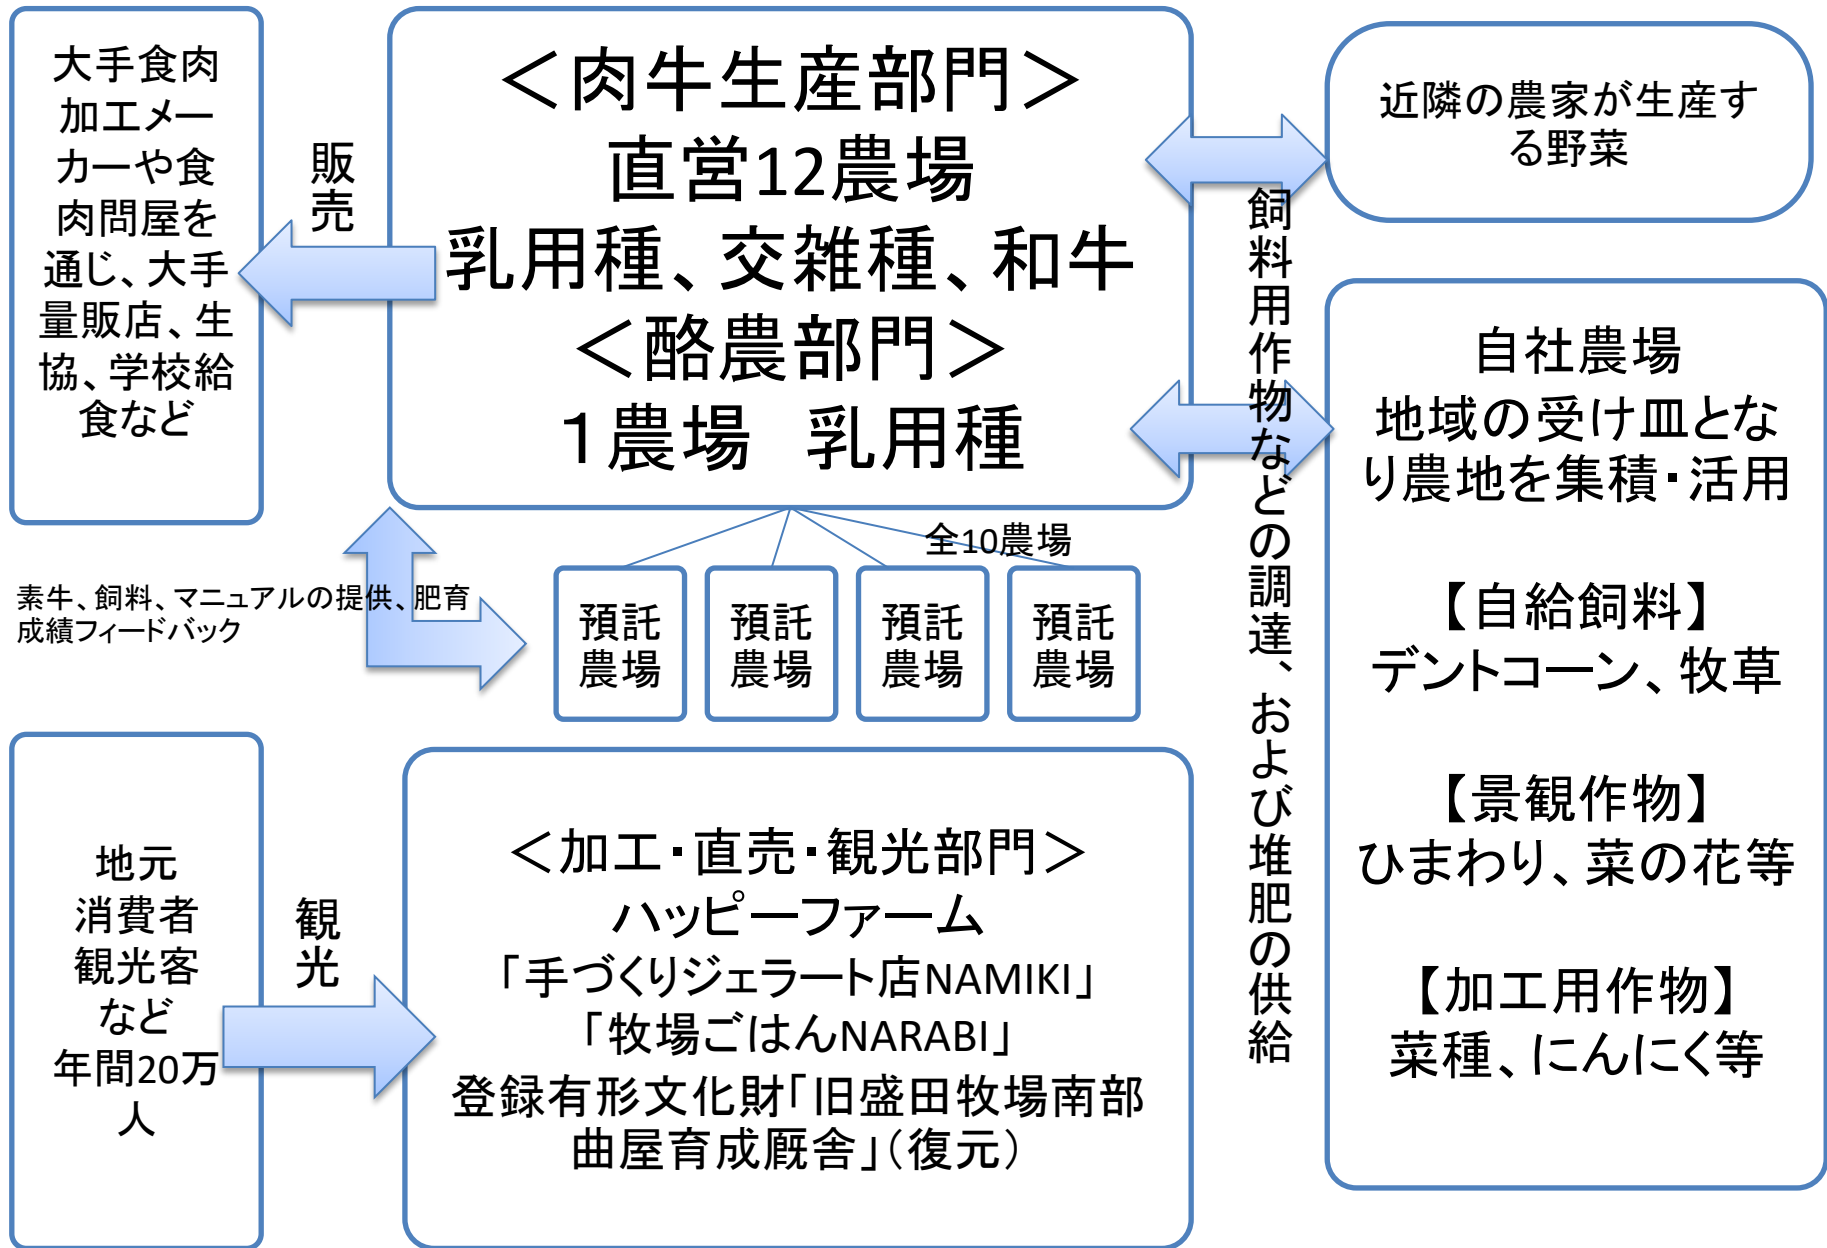 大手食肉
加工メー
カーや食
肉問屋を
通じ、大手
量販店、生
協、学校給
食など
販売
＜肉牛生産部門＞
直営12農場
乳用種、交雑種、和牛
＜酪農部門＞
１農場　乳用種
近隣の農家が生産す
る野菜
飼料用作物などの調達、および堆肥の供給
自社農場
地域の受け皿とな
り農地を集積・活用
【自給飼料】
デントコーン、牧草
【景観作物】
ひまわり、菜の花等
【加工用作物】
菜種、にんにく等
全10農場
素牛、飼料、マニュアルの提供、肥育
成績フィードバック
預託
農場
預託
農場
預託
農場
預託
農場
地元
消費者
観光客
など
年間20万
人
観光
＜加工・直売・観光部門＞
ハッピーファーム
「手づくりジェラート店NAMIKI」
「牧場ごはんNARABI」
登録有形文化財「旧盛田牧場南部
曲屋育成厩舎」（復元）